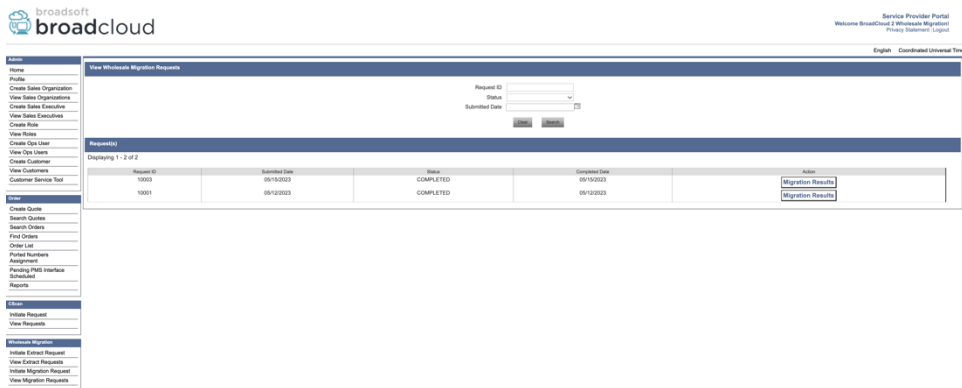 broadsoft
broadcloud
Service Provider Portal
Welcome BroadCloud 2 Wholesale Migration!
Privacy Statement | Logout
English Coordinated Universal Time
Admin
Home
Profile
Create Sales Organization
View Sales Organizations
Create Sales Executive
View Sales Executives
Create Role
View Roles
Create Ops User
View Ops Users
Create Customer
View Customers
Customer Service Tool
Order
Create Quote
Search Quotes
Search Orders
Find Orders
Order List
Ported Numbers
Assignment
Pending PMS Interface
Scheduled
Reports
CScan
Initiate Request
View Requests
Wholesale Migration
Initiate Extract Request
View Extract Requests
Initiate Migration Request
View Migration Requests
View Wholesale Migration Requests
Request ID
Status
Submitted Date
Clear Search
Request(s)
Displaying 1 - 2 of 2
Request ID Submitted Date Status Completed Date Action
10003 05/15/2023 COMPLETED 05/15/2023 Migration Results
10001 05/12/2023 COMPLETED 05/12/2023 Migration Results